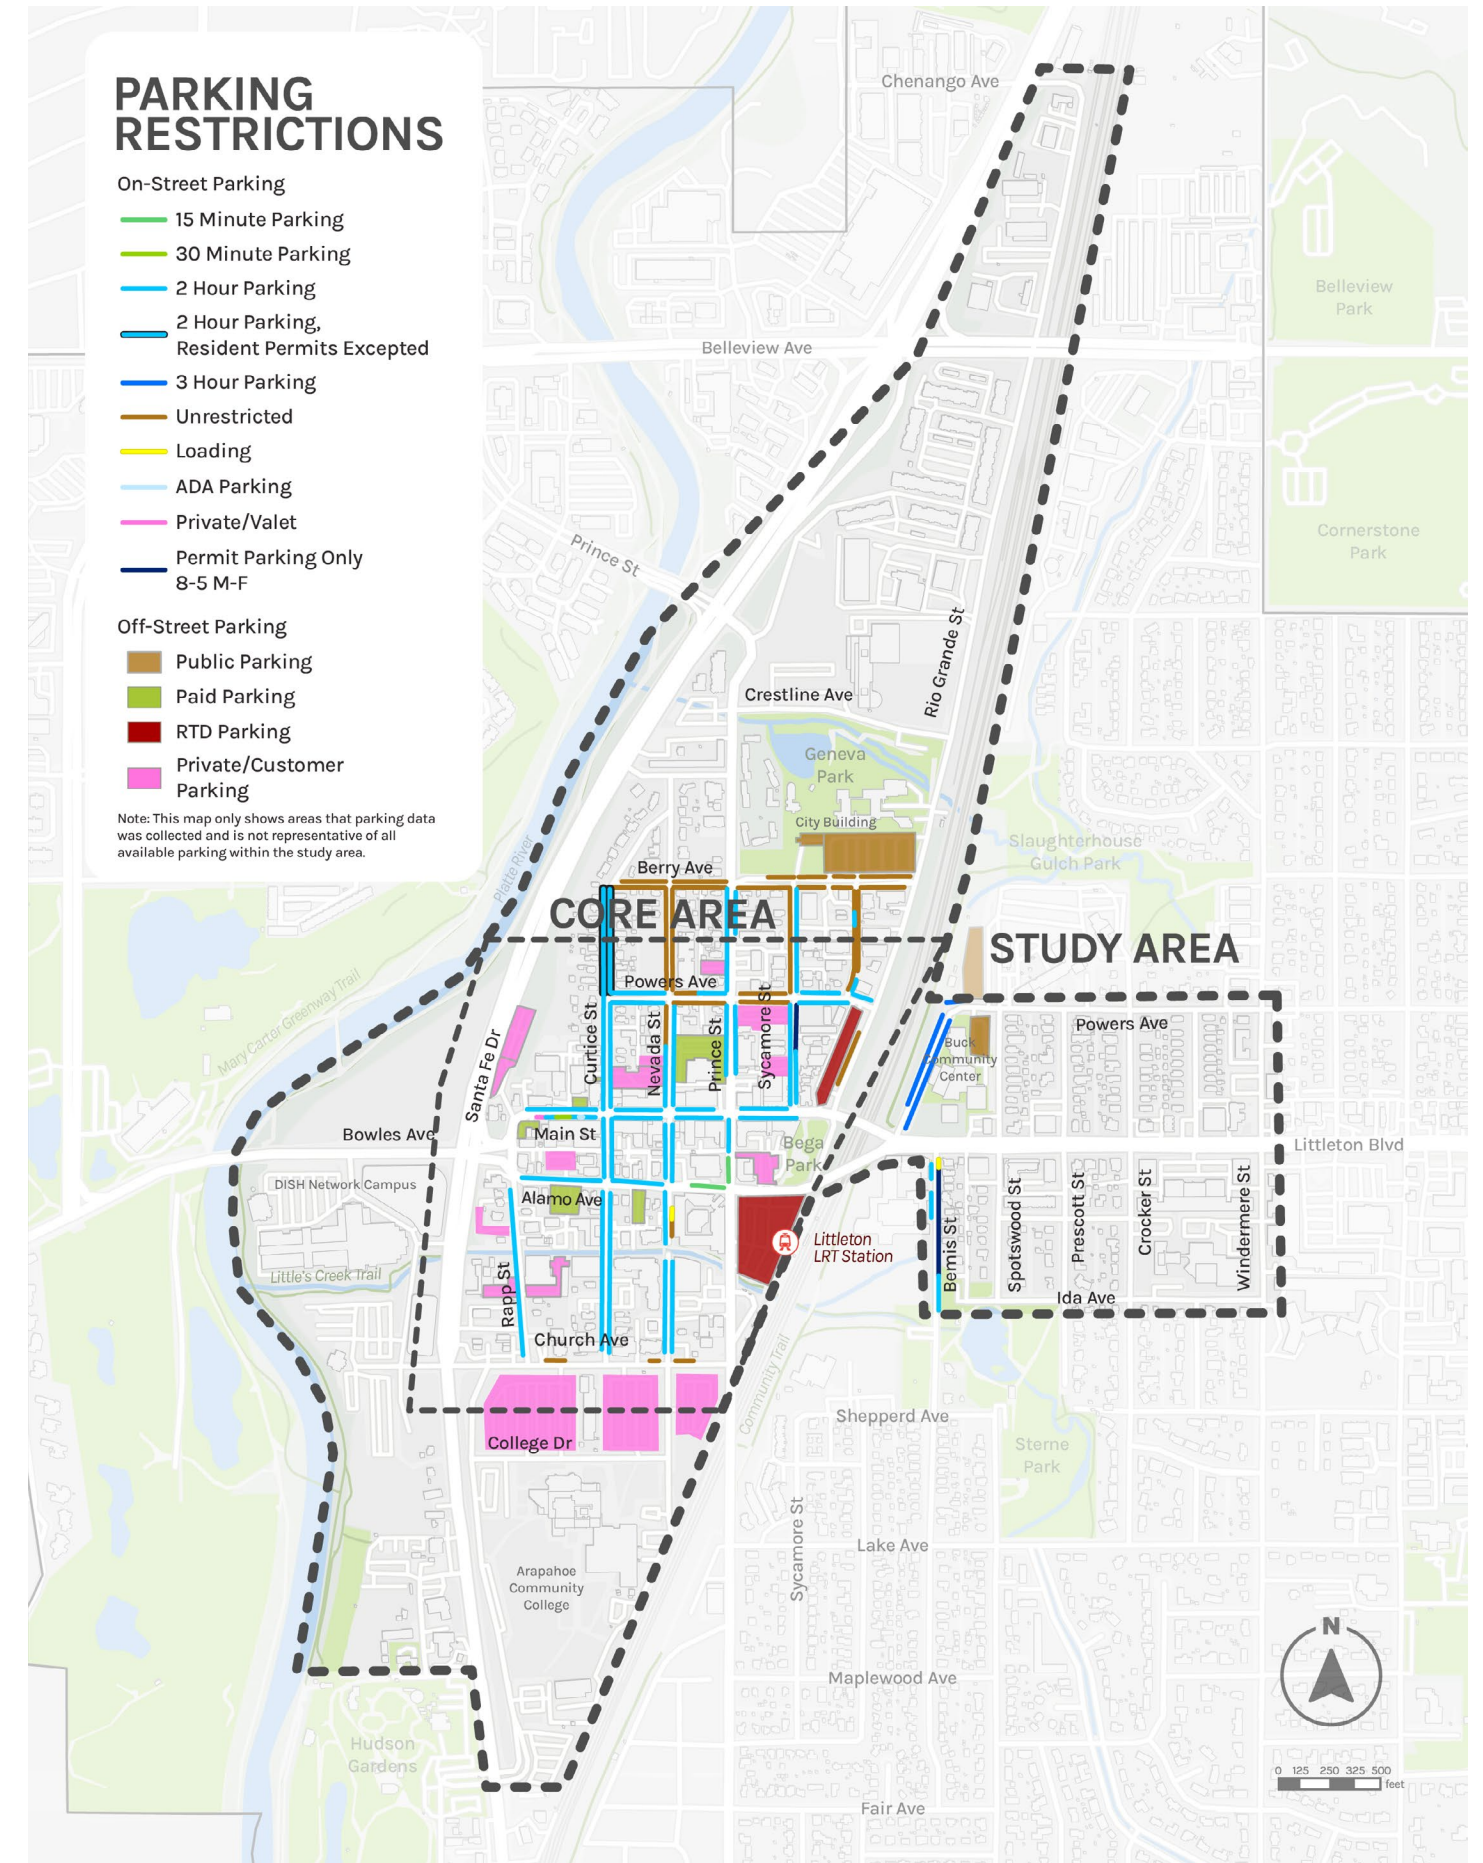 PARKING
RESTRICTIONS
On-Street Parking
15 Minute Parking
30 Minute Parking
2 Hour Parking
2 Hour Parking,
Resident Permits Excepted
3 Hour Parking
Unrestricted
Loading
ADA Parking
Private/Valet
Permit Parking Only
8-5 M-F
Off-Street Parking
Public Parking
Paid Parking
RTD Parking
Private/Customer
Parking
Note: This map only shows areas that parking data
was collected and is not representative of all
available parking within the study area.
Chenango Ave
Belleview
Park
Belleview Ave
Cornerstone
Park
Prince St
Rio Grande St
Crestline Ave
Geneva
Park
City Building
Slaughterhouse
Gulch Park
Platte River
Berry Ave
CORE AREA
STUDY AREA
Mary Carter Greenway Trail
Powers Ave
Powers Ave
Santa Fe Dr
Curtice St
Nevada St
Prince St
Sycamore St
Buck
Community
Center
Bowles Ave
Main St
Bega
Park
Littleton Blvd
DISH Network Campus
Alamo Ave
Littleton
LRT Station
Bemis St
Spotswood St
Prescott St
Crocker St
Windermere St
Little's Creek Trail
Rapp St
Ida Ave
Church Ave
Community Trail
Shepperd Ave
College Dr
Sterne
Park
Sycamore St
Lake Ave
Arapahoe
Community
College
Maplewood Ave
N
Hudson
Gardens
0 125 250 325 500
feet
Fair Ave